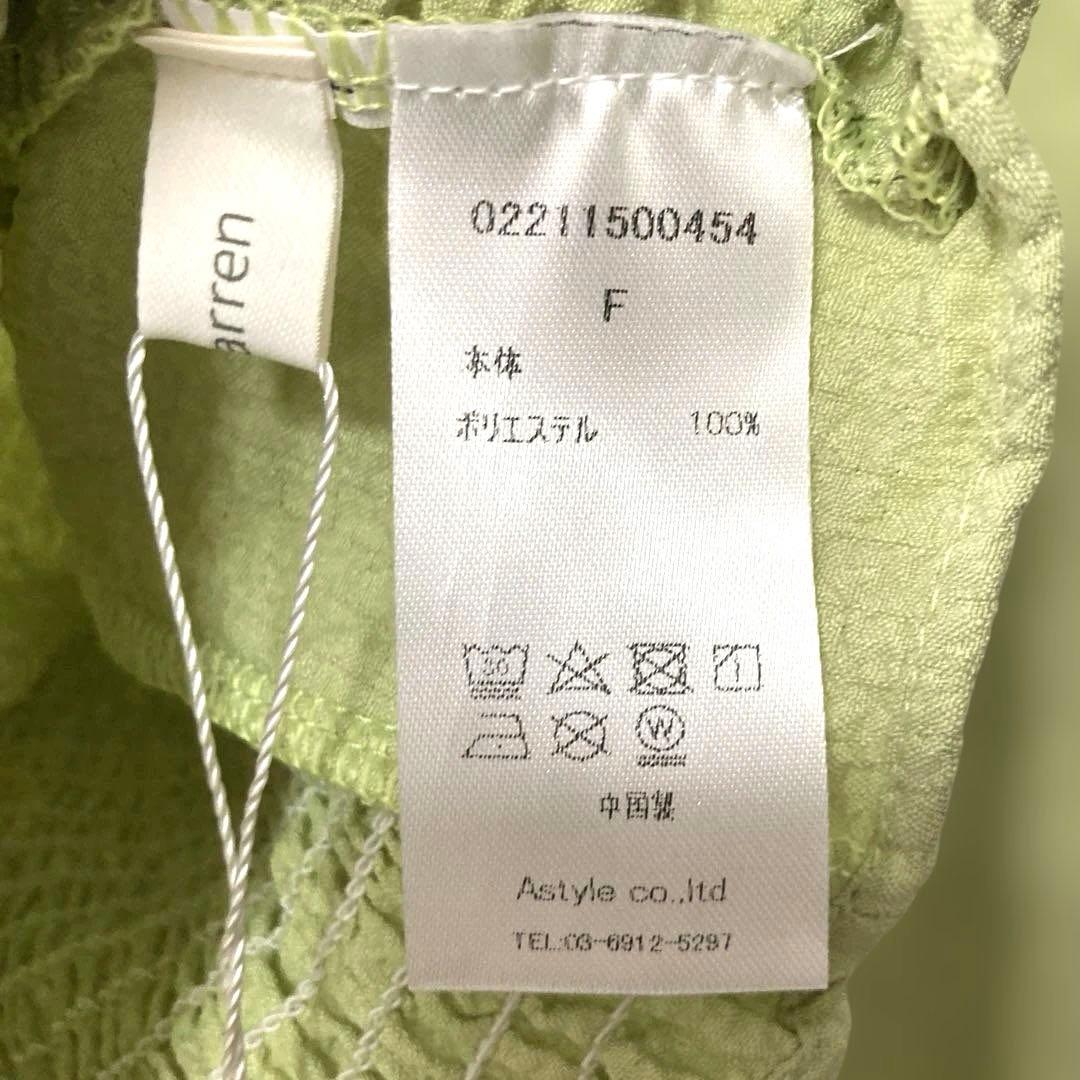 arren
02211500454
F
本体
ポリエステル 100%
30
1
W
中国製
Astyle co.,ltd
TEL:03-6912-5297